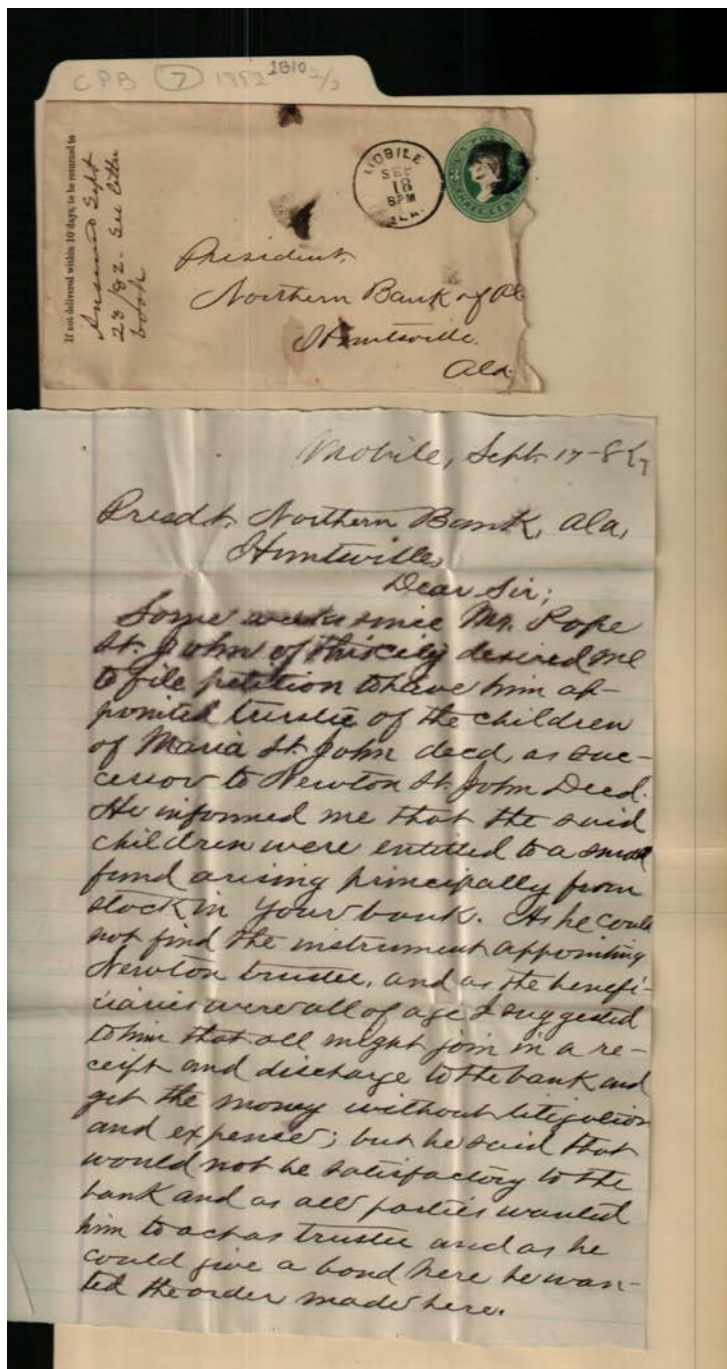 CPB 7 1882 1810 2/2
If not delivered within 10 days, to be returned to
Answered Sept
23/82 - See letter
book
MOBILE
SEP
18
8PM
ALA.
U.S. POSTAGE
THREE CENTS
President
Northern Bank of Al
Huntsville
Ala.
Mobile, Sept. 17-82
Presdt. Northern Bank, Ala,
Huntsville,
Dear Sir;
Some weeks since Mr. Pope
St. John of this city desired me
to file petition to have him ap-
pointed trustee of the children
of Maria St. John decd, as suc-
cessor to Newton St. John Decd.
He informed me that the said
children were entitled to a small
fund arising principally from
stock in your bank. As he could
not find the instrument appointing
Newton trustee, and as the benefi-
ciaries were all of age I suggested
to him that all might join in a re-
ceipt and discharge to the bank and
get the money without litigation
and expense; but he said that
would not be satisfactory to the
bank and as all parties wanted
him to act as trustee and as he
could give a bond here he wan-
ted the order made here.